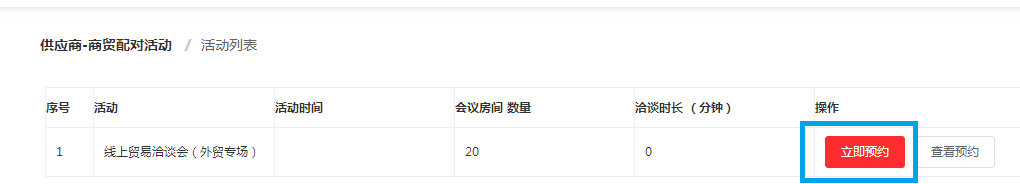 供应商-商贸配对活动 / 活动列表
序号 活动 活动时间 会议房间 数量 洽谈时长 （分钟） 操作
1 线上贸易洽谈会（外贸专场） 20 0 立即预约 查看预约